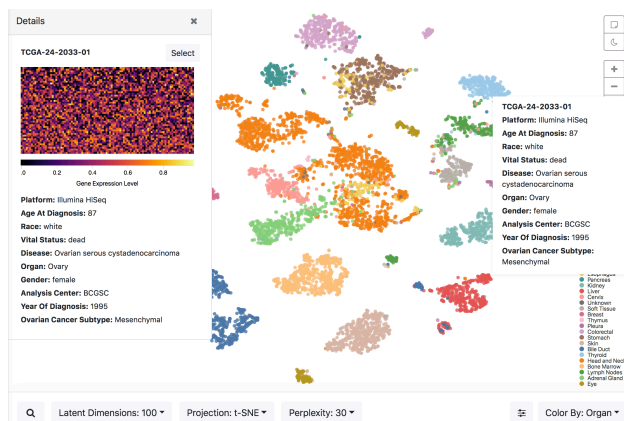 Details
TCGA-24-2033-01
Select
.0 0.2 0.4 0.6 0.8
Gene Expression Level
Platform: Illumina HiSeq
Age At Diagnosis: 87
Race: white
Vital Status: dead
Disease: Ovarian serous cystadenocarcinoma
Organ: Ovary
Gender: female
Analysis Center: BCGSC
Year Of Diagnosis: 1995
Ovarian Cancer Subtype: Mesenchymal
TCGA-24-2033-01
Platform: Illumina HiSeq
Age At Diagnosis: 87
Race: white
Vital Status: dead
Disease: Ovarian serous
cystadenocarcinoma
Organ: Ovary
Gender: female
Analysis Center: BCGSC
Year Of Diagnosis: 1995
Ovarian Cancer Subtype:
Mesenchymal
Pancreas
Kidney
Liver
Cervix
Unknown
Soft Tissue
Breast
Thymus
Pleura
Colorectal
Stomach
Skin
Bile Duct
Thyroid
Head and Nec
Bone Marrow
Lymph Nodes
Adrenal Gland
Eye
Latent Dimensions: 100
Projection: t-SNE
Perplexity: 30
Color By: Organ